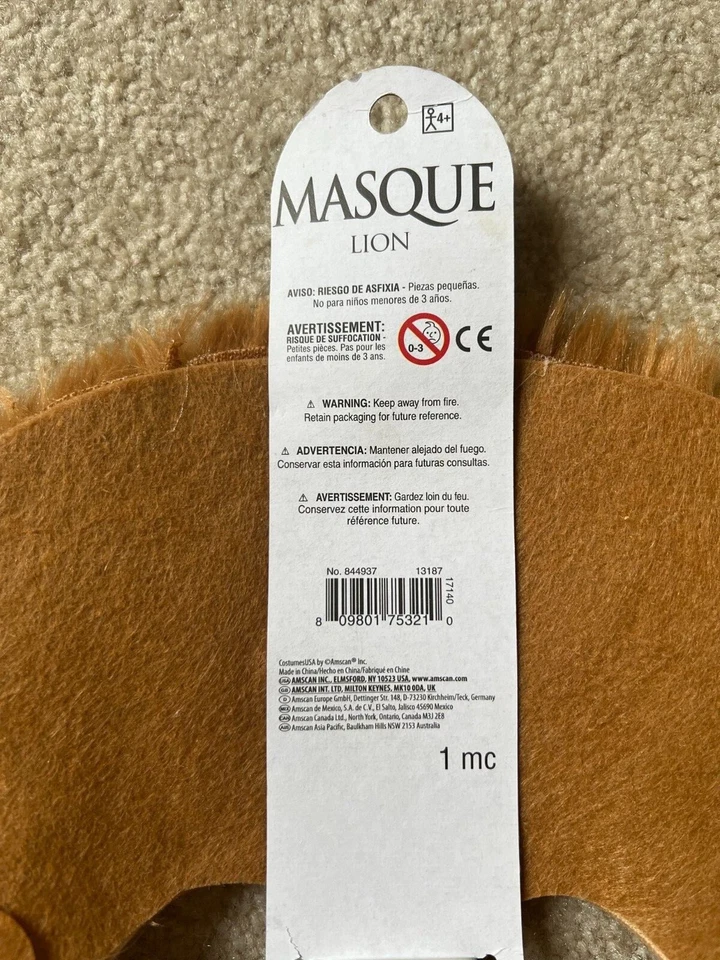 4+
MASQUE
LION
AVISO: RIESGO DE ASFIXIA - Piezas pequeñas.
No para niños menores de 3 años.
AVERTISSEMENT:
RISQUE DE SUFFOCATION -
Petites pièces. Pas pour les
enfants de moins de 3 ans.
0-3
CE
⚠ WARNING: Keep away from fire.
Retain packaging for future reference.
⚠ ADVERTENCIA: Mantener alejado del fuego.
Conservar esta información para futuras consultas.
⚠ AVERTISSEMENT: Gardez loin du feu.
Conservez cette information pour toute
référence future.
No. 844937 13187
17140
8 09801 75321 0
CostumesUSA by ©Amscan® Inc.
Made in China/Hecho en China/Fabriqué en Chine
USA AMSCAN INC., ELMSFORD, NY 10523 USA, www.amscan.com
GB AMSCAN INT. LTD, MILTON KEYNES, MK10 0DA, UK
D Amscan Europe GmbH, Dettinger Str. 148, D-73230 Kirchheim/Teck, Germany
MEX Amscan de Mexico, S.A. de C.V., El Salto, Jalisco 45690 Mexico
CAN Amscan Canada Ltd., North York, Ontario, Canada M3J 2E8
AUS Amscan Asia Pacific, Baulkham Hills NSW 2153 Australia
1 mc